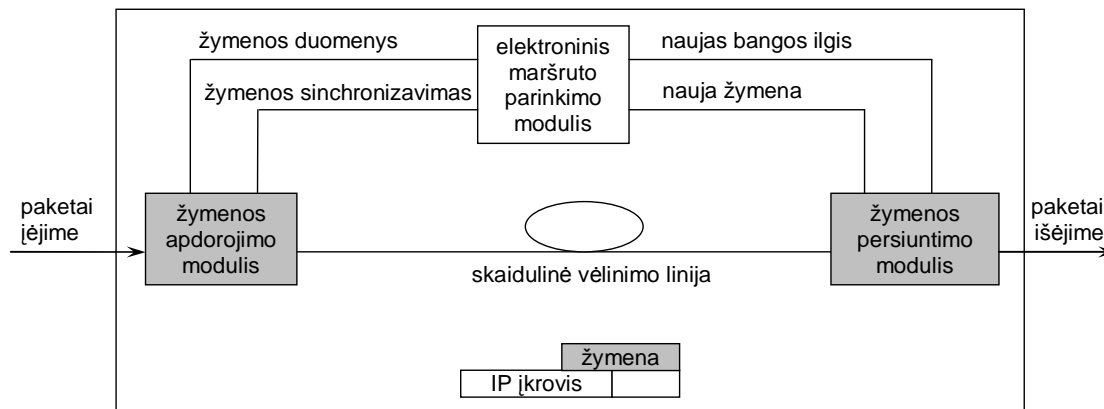 žymenos duomenys
žymenos sinchronizavimas
elektroninis
maršruto
parinkimo
modulis
naujas bangos ilgis
nauja žymena
paketai
įėjime
žymenos
apdorojimo
modulis
skaidulinė vėlinimo linija
žymenos
persiuntimo
modulis
paketai
išėjime
žymena
IP įkrovis